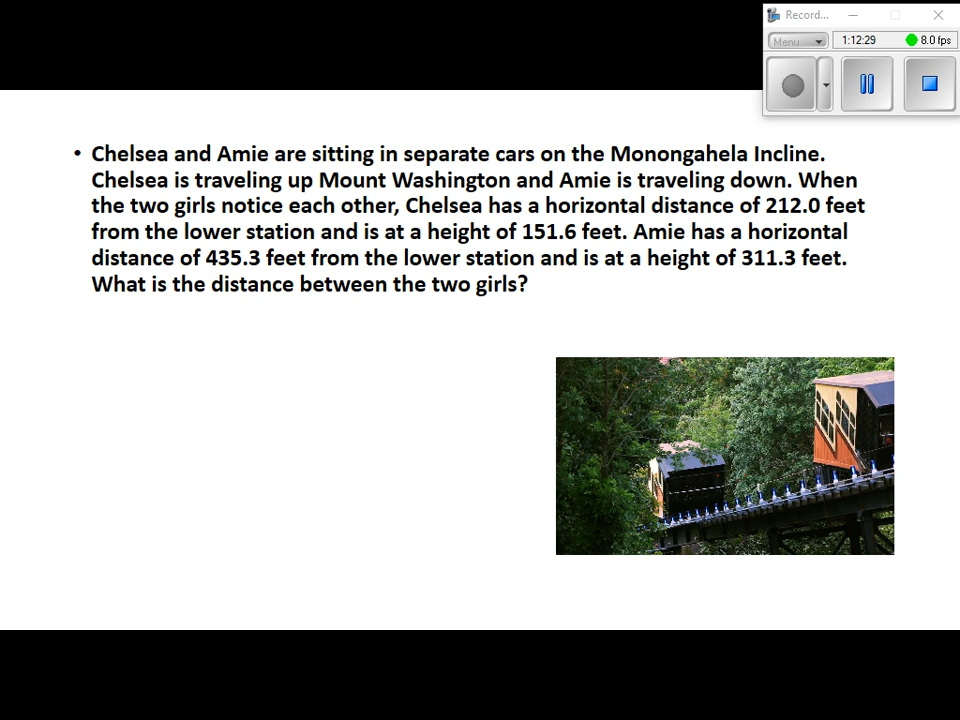 Record...
Menu
1:12:29
8.0 fps
• Chelsea and Amie are sitting in separate cars on the Monongahela Incline.
Chelsea is traveling up Mount Washington and Amie is traveling down. When
the two girls notice each other, Chelsea has a horizontal distance of 212.0 feet
from the lower station and is at a height of 151.6 feet. Amie has a horizontal
distance of 435.3 feet from the lower station and is at a height of 311.3 feet.
What is the distance between the two girls?